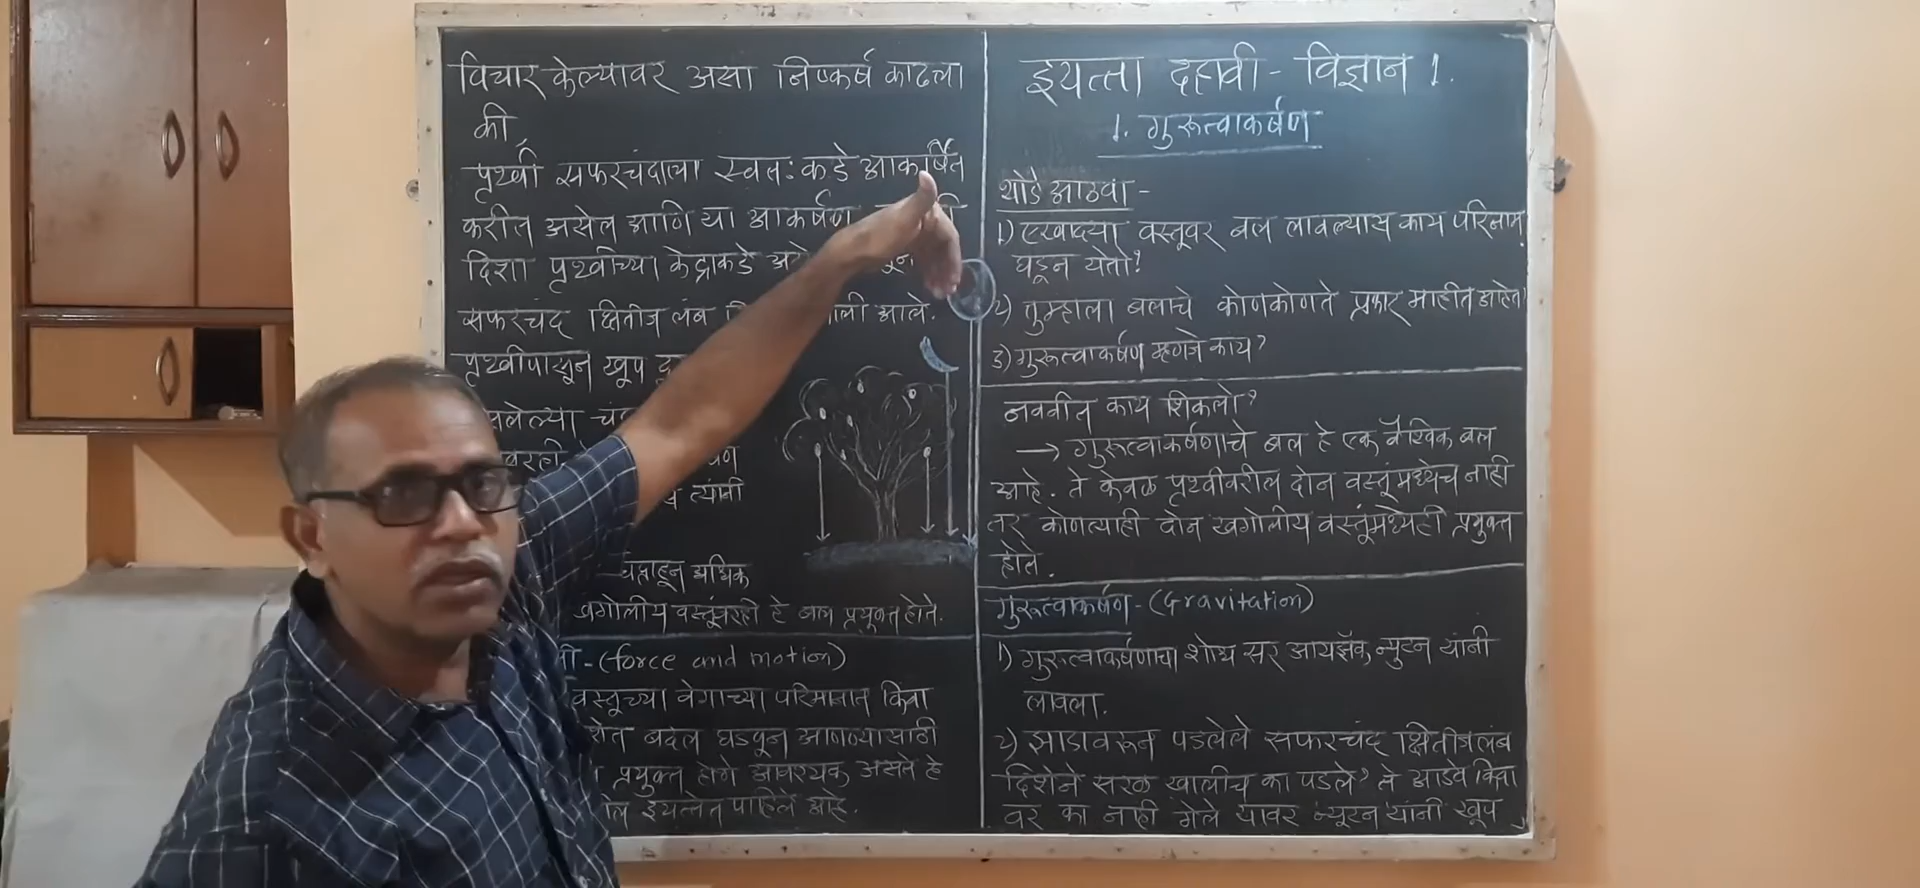 इयत्ता दहावी - विज्ञान 1.
1. गुरूत्वाकर्षण
थोडे आठवा -
1) एखादया वस्तूवर बल लावल्यास काय परिनाम
घडून येतो?
2) तुम्हाला बलाचे कोणकोणते प्रकार माहीत आहेत?
3) गुरूत्वाकर्षण म्हणजे काय?
नववीत काय शिकलो?
→ गुरूत्वाकर्षणाचे बल हे एक वैश्विक बल
आहे. ते केवळ पृथ्वीवरील दोन वस्तूंमध्येच नाही
तर कोणत्याही दोन खगोलीय वस्तूंमध्येही प्रयुक्त
होते.
गुरूत्वाकर्षण - (Gravitation)
1) गुरूत्वाकर्षणाचा शोध सर आयझॅक न्युटन यांनी
लावला.
2) झाडावरून पडलेले सफरचंद क्षितीज लंब
दिशेने सरळ खालीच का पडले? ते आडवे किंवा
वर का नाही गेले यावर न्यूटन यांनी खूप
विचार केल्यावर असा निष्कर्ष काढला
की,
पृथ्वी सफरचंदाला स्वत:कडे आकर्षित
करीत असेल आणि या आकर्षण
दिशा पृथ्वीच्या केंद्राकडे
सफरचंद क्षितीज लंब खाली आले.
पृथ्वीपासून खूप
त्यांनी
चंद्राहून अधिक
खगोलीय वस्तूंवरही हे बल प्रयुक्त होते.
- (force and motion)
वस्तूच्या वेगाच्या परिमानात किंवा
बदल घडवून आणण्यासाठी
प्रयुक्त होणे आवश्यक असते हे
इयत्तेत पाहिले आहे.